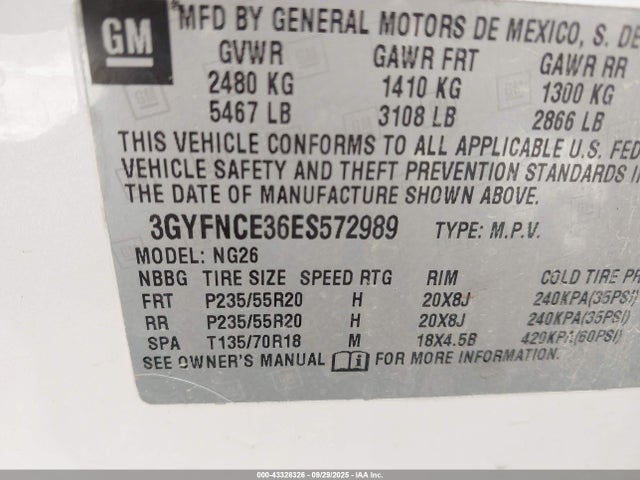 GM
*MFD BY GENERAL MOTORS DE MEXICO, S. DE
GVWR GAWR FRT GAWR RR
2480 KG 1410 KG 1300 KG
5467 LB 3108 LB 2866 LB
THIS VEHICLE CONFORMS TO ALL APPLICABLE U.S. FED
VEHICLE SAFETY AND THEFT PREVENTION STANDARDS IN
THE DATE OF MANUFACTURE SHOWN ABOVE.
3GYFNCE36ES572989 TYPE: M.P.V.
MODEL: NG26
NBBG TIRE SIZE SPEED RTG RIM COLD TIRE PR
FRT P235/55R20 H 20X8J 240KPA(35PSI)
RR P235/55R20 H 20X8J 240KPA(35PSI)
SPA T135/70R18 M 18X4.5B 420KPA(60PSI)
SEE OWNER'S MANUAL FOR MORE INFORMATION.
000-43328326 - 09/29/2025 - IAA Inc.